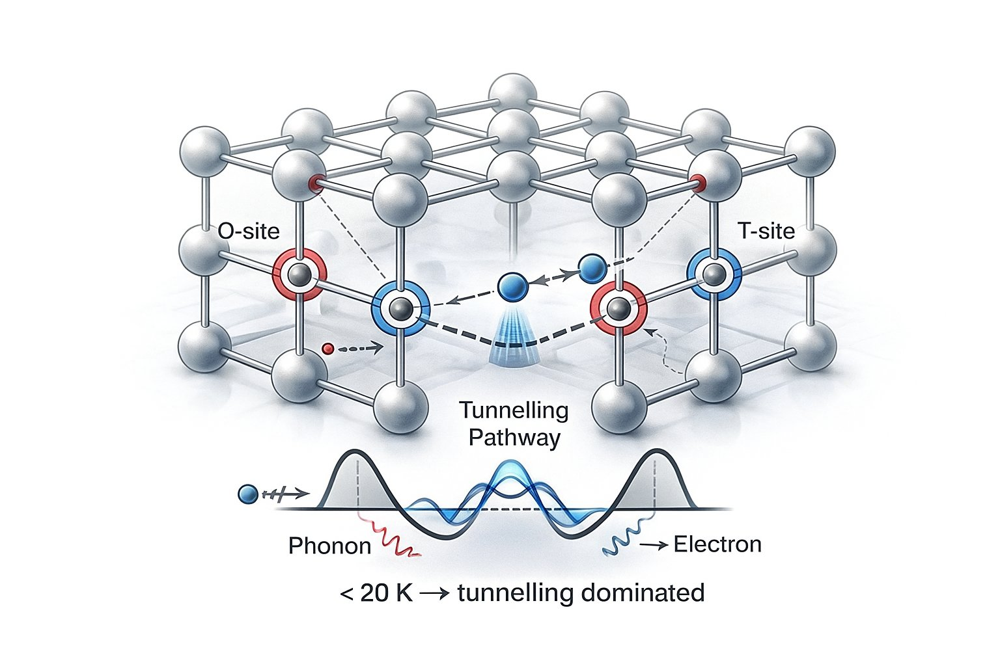 O-site
T-site
Tunnelling
Pathway
Phonon
→ Electron
< 20 K → tunnelling dominated